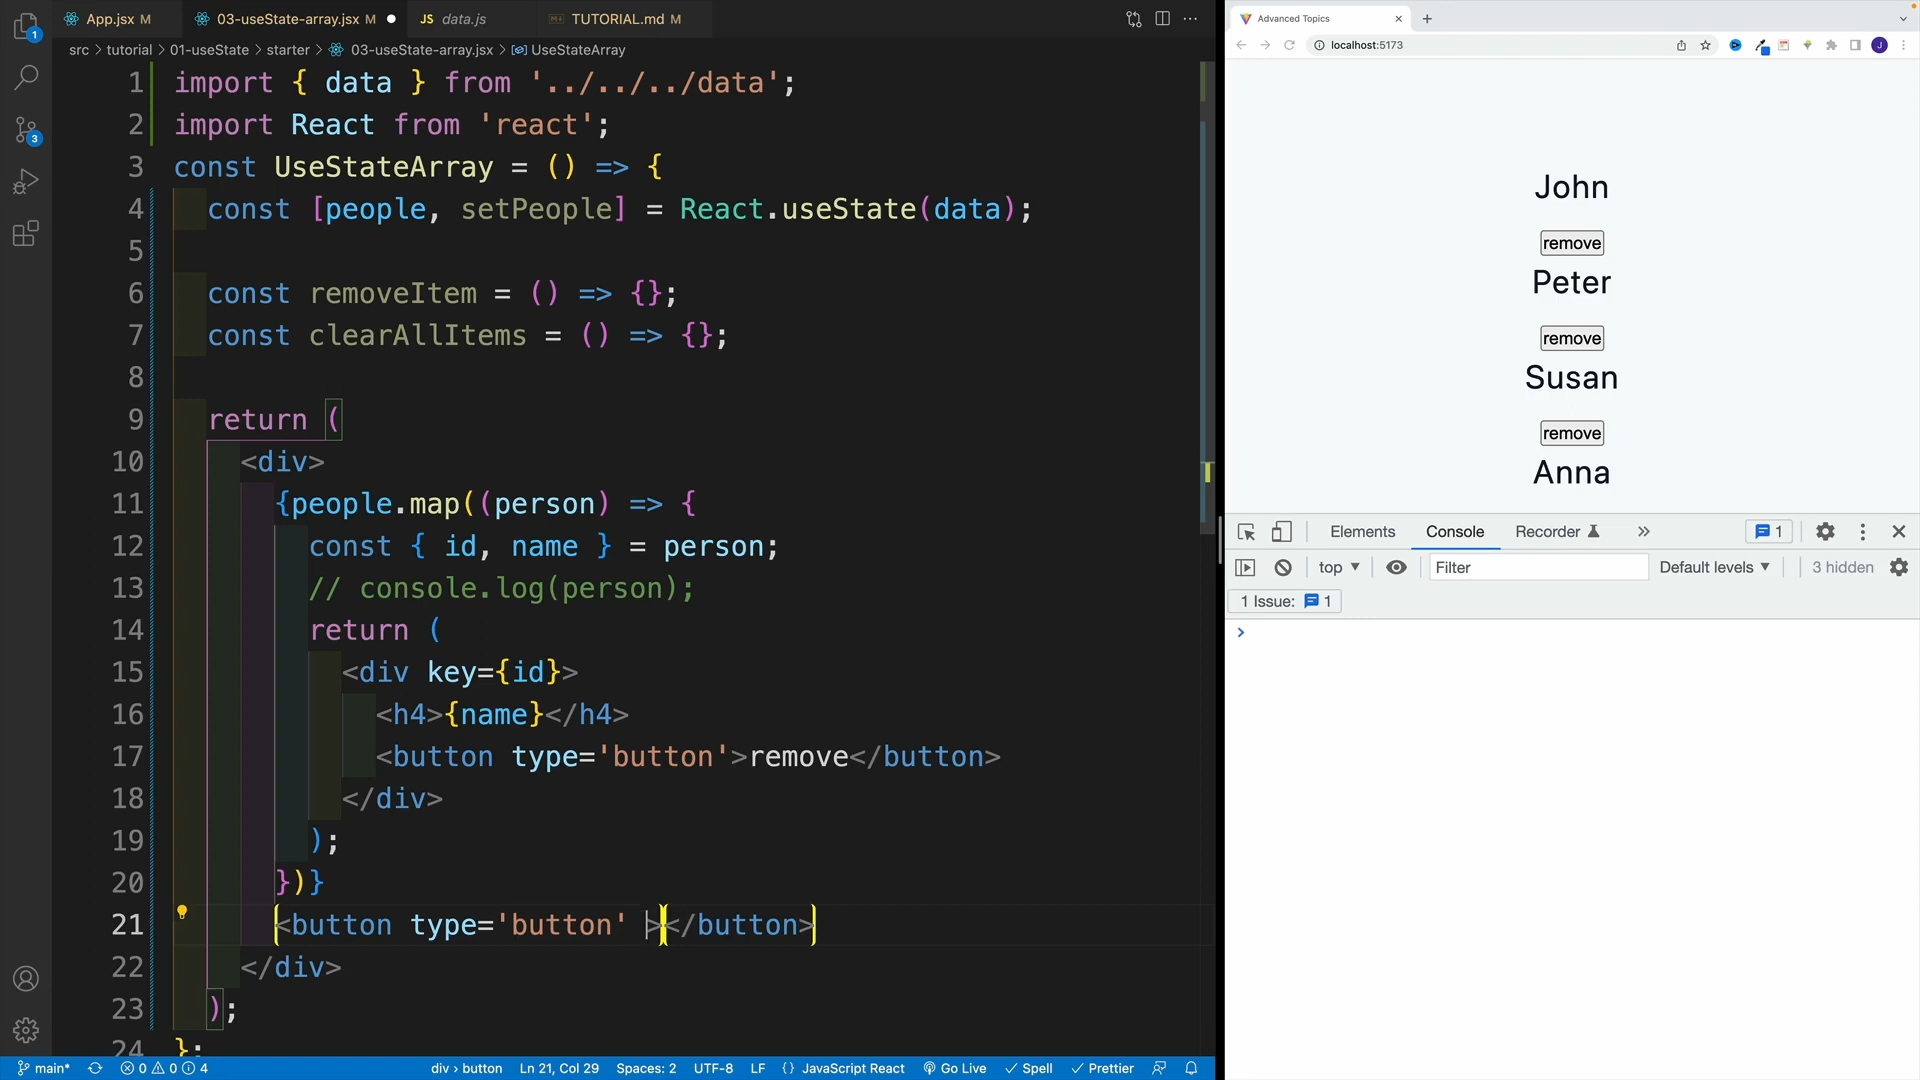 App.jsx M
03-useState-array.jsx M
JS data.js
TUTORIAL.md M
src > tutorial > 01-useState > starter > 03-useState-array.jsx > UseStateArray
1 import { data } from '../../../data';
2 import React from 'react';
3 const UseStateArray = () => {
4 const [people, setPeople] = React.useState(data);
5
6 const removeItem = () => {};
7 const clearAllItems = () => {};
8
9 return (
10 <div>
11 {people.map((person) => {
12 const { id, name } = person;
13 // console.log(person);
14 return (
15 <div key={id}>
16 <h4>{name}</h4>
17 <button type='button'>remove</button>
18 </div>
19 );
20 })}
21 <button type='button' ></button>
22 </div>
23 );
24 };
1
3
main* 0 0 4 div > button Ln 21, Col 29 Spaces: 2 UTF-8 LF {} JavaScript React Go Live Spell Prettier
Advanced Topics
localhost:5173
J
John
remove
Peter
remove
Susan
remove
Anna
Elements Console Recorder 1
top Filter Default levels 3 hidden
1 Issue: 1